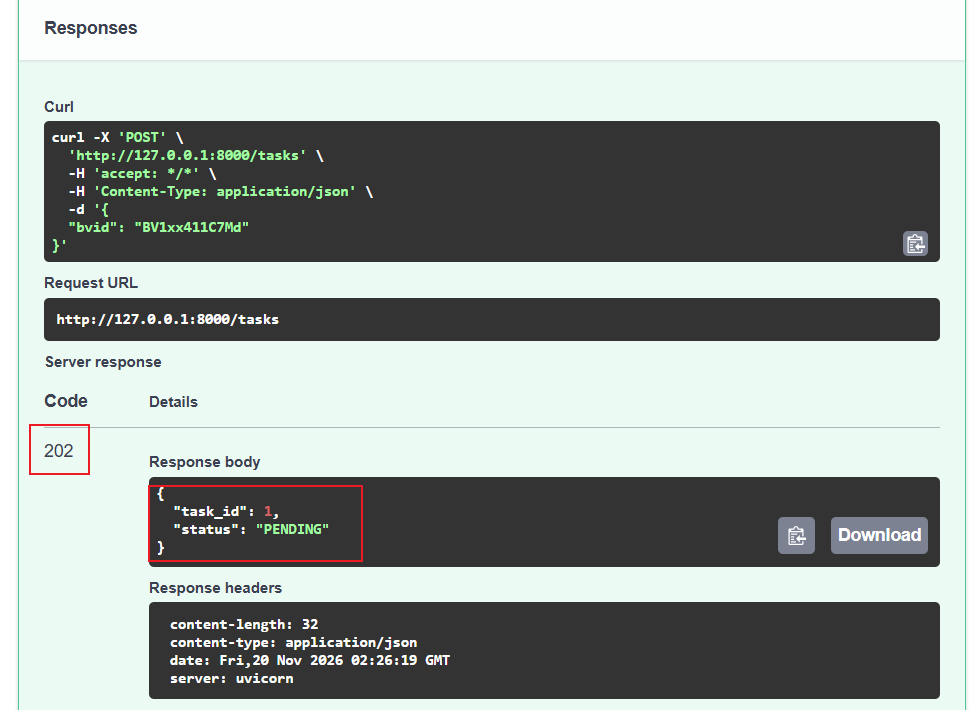 Responses
Curl
curl -X 'POST' \
'http://127.0.0.1:8000/tasks' \
-H 'accept: */*' \
-H 'Content-Type: application/json' \
-d '{
"bvid": "BV1xx411C7Md"
}'
Request URL
http://127.0.0.1:8000/tasks
Server response
Code Details
202
Response body
{
"task_id": 1,
"status": "PENDING"
}
Download
Response headers
content-length: 32
content-type: application/json
date: Fri,20 Nov 2026 02:26:19 GMT
server: uvicorn